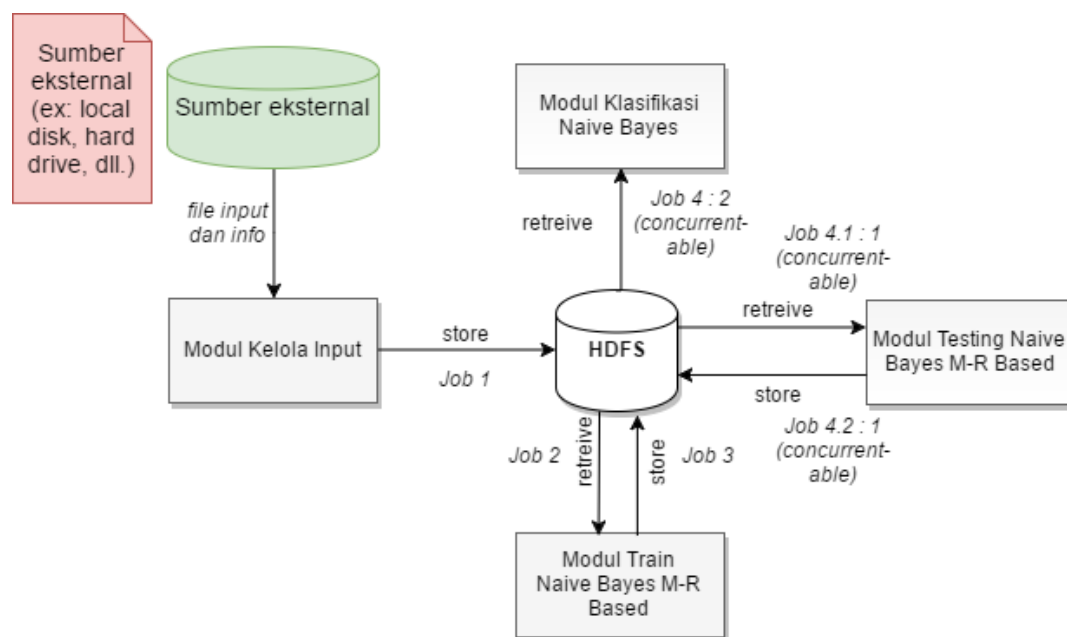 Sumber
eksternal
(ex: local
disk, hard
drive, dll.)
Sumber eksternal
file input
dan info
Modul Kelola Input
store
Job 1
Modul Klasifikasi
Naive Bayes
retreive
Job 4 : 2
(concurrent-
able)
HDFS
Job 4.1 : 1
(concurrent-
able)
retreive
Modul Testing Naive
Bayes M-R Based
store
Job 4.2 : 1
(concurrent-
able)
Job 2
retreive
store
Job 3
Modul Train
Naive Bayes M-R
Based